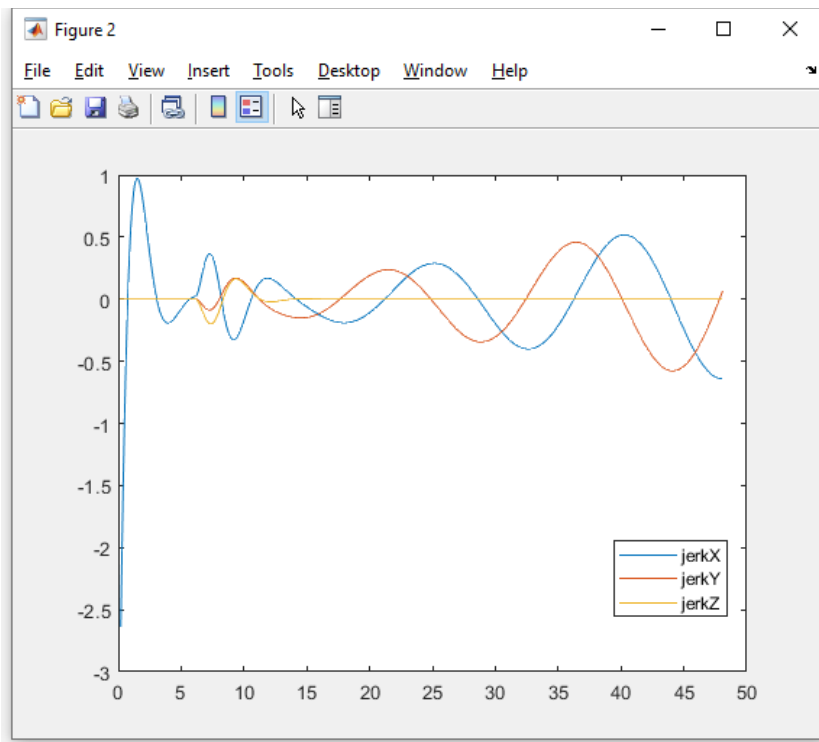 Figure 2
File Edit View Insert Tools Desktop Window Help
1
0.5
0
-0.5
-1
-1.5
-2
-2.5
-3
0 5 10 15 20 25 30 35 40 45 50
jerkX
jerkY
jerkZ